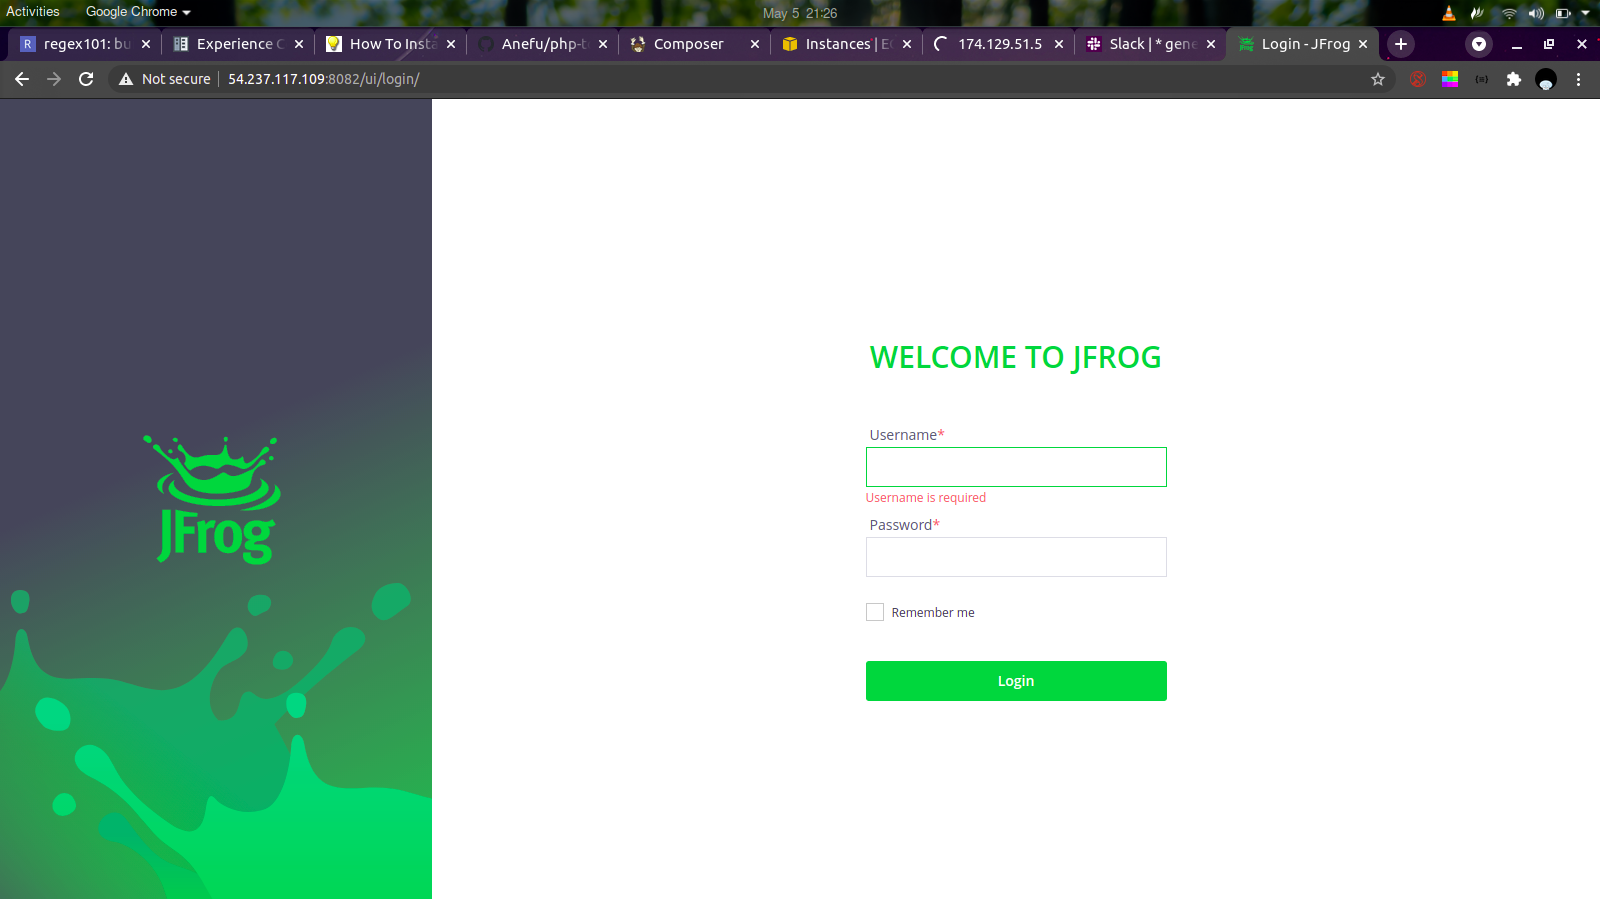 Activities Google Chrome May 5 21:26
R regex101: bu Experience C How To Insta Anefu/php-t Composer Instances | EC 174.129.51.5 Slack | * gene Login - JFrog
Not secure 54.237.117.109:8082/ui/login/
WELCOME TO JFROG
Username*
Username is required
Password*
Remember me
Login
JFrog